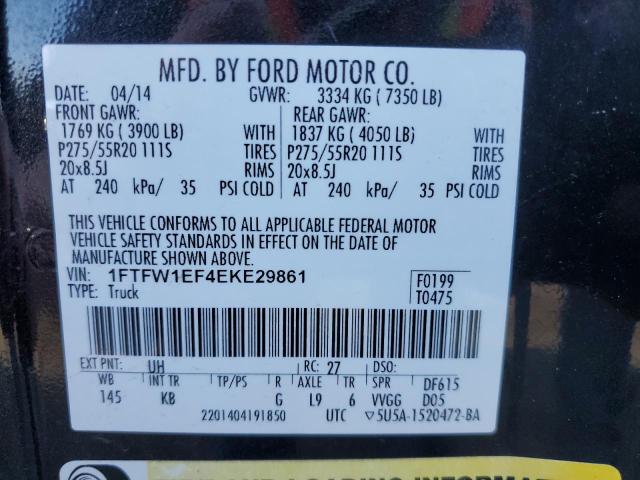 MFD. BY FORD MOTOR CO.
DATE: 04/14 GVWR: 3334 KG ( 7350 LB)
FRONT GAWR: REAR GAWR:
1769 KG ( 3900 LB) WITH 1837 KG ( 4050 LB) WITH
P275/55R20 111S TIRES P275/55R20 111S TIRES
20x8.5J RIMS 20x8.5J RIMS
AT 240 kPa/ 35 PSI COLD AT 240 kPa/ 35 PSI COLD
THIS VEHICLE CONFORMS TO ALL APPLICABLE FEDERAL MOTOR
VEHICLE SAFETY STANDARDS IN EFFECT ON THE DATE OF
MANUFACTURE SHOWN ABOVE.
VIN: 1FTFW1EF4EKE29861 F0199
TYPE: Truck T0475
EXT PNT: UH RC: 27 DSO:
WB INT TR TP/PS R AXLE TR SPR DF615
145 KB G L9 6 VVGG D05
2201404191850 UTC ▽5U5A-1520472-BA
AND LOADING INFORMAT